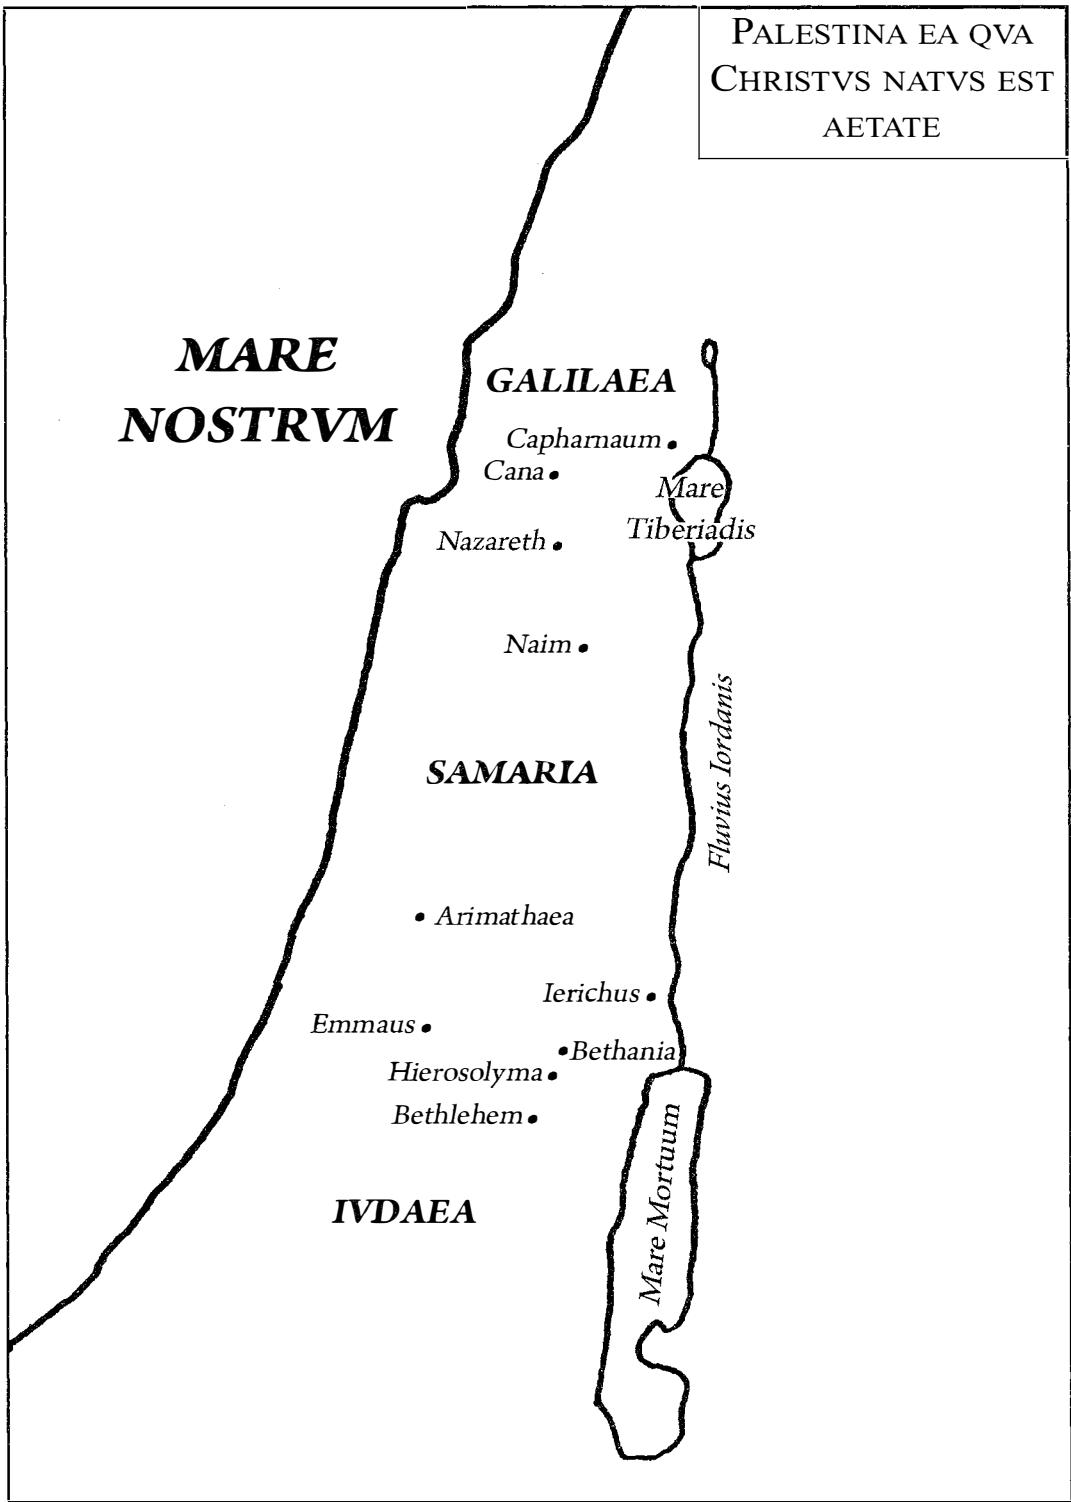 PALESTINA EA QVA
CHRISTVS NATVS EST
AETATE
MARE
NOSTRVM
GALILAEA
Capharnaum
Cana
Mare
Tiberiadis
Nazareth
Naim
Fluvius Iordanis
SAMARIA
Arimathaea
Ierichus
Emmaus
Bethania
Hierosolyma
Bethlehem
Mare Mortuum
IVDAEA